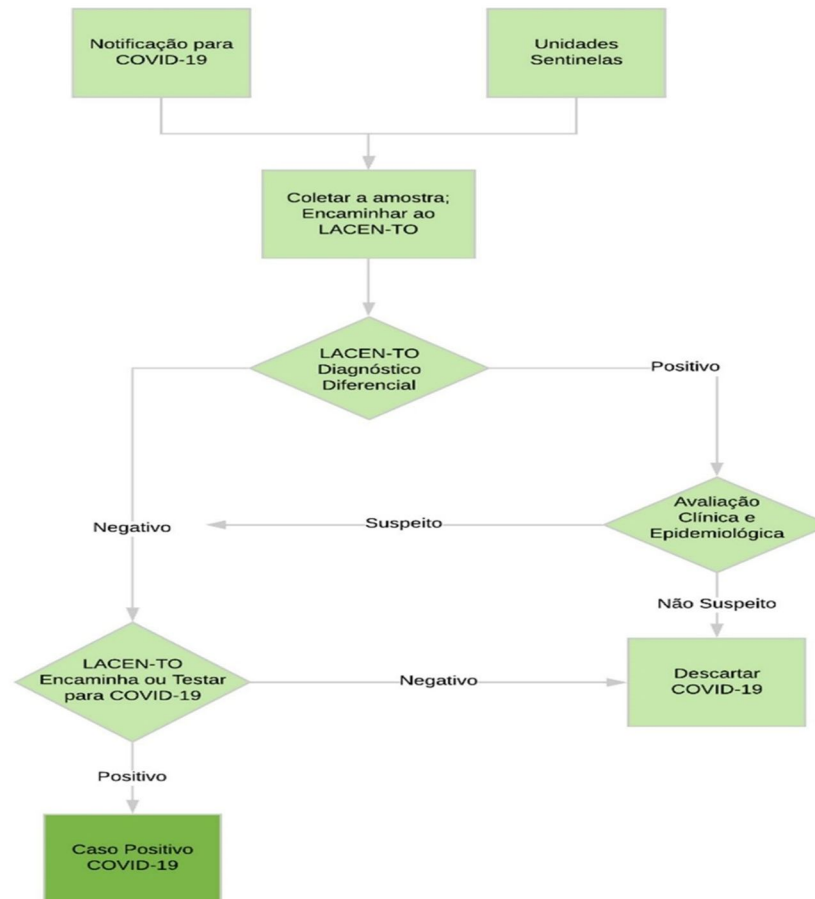 Notificação para
COVID-19
Unidades
Sentinelas
Coletar a amostra;
Encaminhar ao
LACEN-TO
LACEN-TO
Diagnóstico
Diferencial
Positivo
Avaliação
Clínica e
Epidemiológica
Suspeito
Negativo
Não Suspeito
LACEN-TO
Encaminha ou Testar
para COVID-19
Negativo
Descartar
COVID-19
Positivo
Caso Positivo
COVID-19